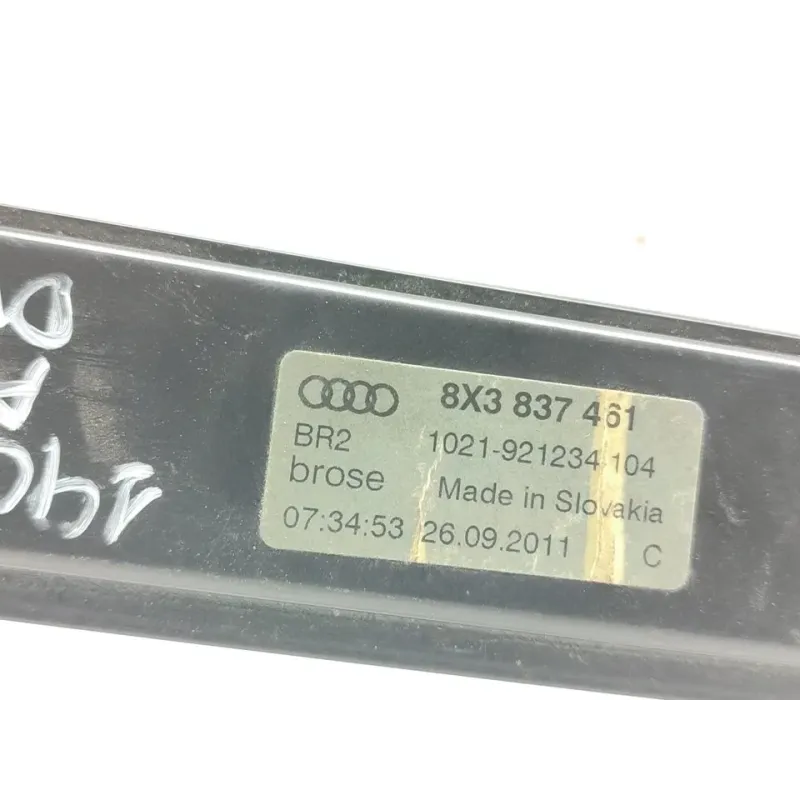 8X3 837 461
BR2 1021-921234 104
brose Made in Slovakia
07:34:53 26.09.2011 C